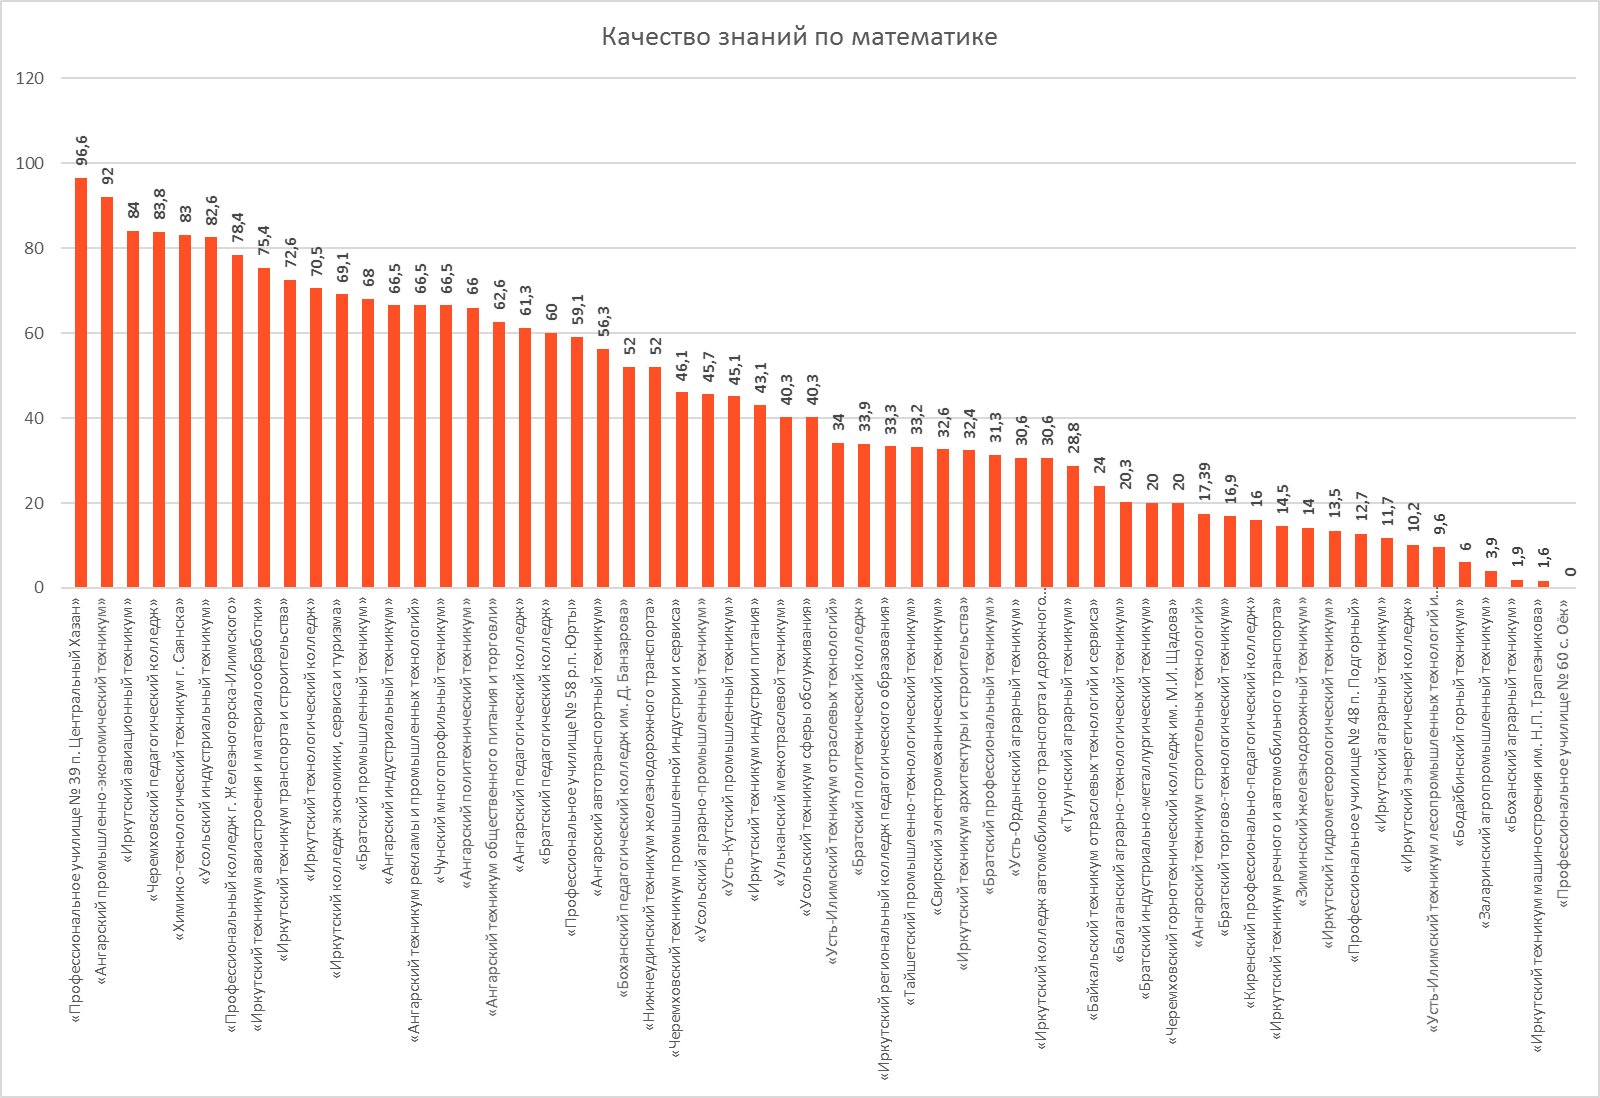 Качество знаний по математике
120
100
80
60
40
20
0
96,6
92
84
83,8
83
82,6
78,4
75,4
72,6
70,5
69,1
68
66,5
66,5
66,5
66
62,6
61,3
60
59,1
56,3
52
52
46,1
45,7
45,1
43,1
40,3
40,3
34
33,9
33,3
33,2
32,6
32,4
31,3
30,6
30,6
28,8
24
20,3
20
20
17,39
16,9
16
14,5
14
13,5
12,7
11,7
10,2
9,6
6
3,9
1,9
1,6
0
«Профессиональное училище № 39 п. Центральный Хазан»
«Ангарский промышленно-экономический техникум»
«Иркутский авиационный техникум»
«Черемховский педагогический колледж»
«Химико-технологический техникум г. Саянска»
«Усольский индустриальный техникум»
«Профессиональный колледж г. Железногорска-Илимского»
«Иркутский техникум авиастроения и материалообработки»
«Иркутский техникум транспорта и строительства»
«Иркутский технологический колледж»
«Иркутский колледж экономики, сервиса и туризма»
«Братский промышленный техникум»
«Ангарский индустриальный техникум»
«Ангарский техникум рекламы и промышленных технологий»
«Чунский многопрофильный техникум»
«Ангарский политехнический техникум»
«Ангарский техникум общественного питания и торговли»
«Ангарский педагогический колледж»
«Братский педагогический колледж»
«Профессиональное училище № 58 р.п. Юрты»
«Ангарский автотранспортный техникум»
«Боханский педагогический колледж им. Д. Банзарова»
«Нижнеудинский техникум железнодорожного транспорта»
«Черемховский техникум промышленной индустрии и сервиса»
«Усольский аграрно-промышленный техникум»
«Усть-Кутский промышленный техникум»
«Иркутский техникум индустрии питания»
«Ульканский межотраслевой техникум»
«Усольский техникум сферы обслуживания»
«Усть-Илимский техникум отраслевых технологий»
«Братский политехнический колледж»
«Иркутский региональный колледж педагогического образования»
«Тайшетский промышленно-технологический техникум»
«Свирский электромеханический техникум»
«Иркутский техникум архитектуры и строительства»
«Братский профессиональный техникум»
«Усть-Ордынский аграрный техникум»
«Иркутский колледж автомобильного транспорта и дорожного…
«Тулунский аграрный техникум»
«Байкальский техникум отраслевых технологий и сервиса»
«Балаганский аграрно-технологический техникум»
«Братский индустриально-металлургический техникум»
«Черемховский горнотехнический колледж им. М.И. Щадова»
«Ангарский техникум строительных технологий»
«Братский торгово-технологический техникум»
«Киренский профессионально-педагогический колледж»
«Иркутский техникум речного и автомобильного транспорта»
«Зиминский железнодорожный техникум»
«Иркутский гидрометеорологический техникум»
«Профессиональное училище № 48 п. Подгорный»
«Иркутский аграрный техникум»
«Иркутский энергетический колледж»
«Усть-Илимский техникум лесопромышленных технологий и…
«Бодайбинский горный техникум»
«Заларинский агропромышленный техникум»
«Боханский аграрный техникум»
«Иркутский техникум машиностроения им. Н.П. Трапезникова»
«Профессиональное училище № 60 с. Оёк»